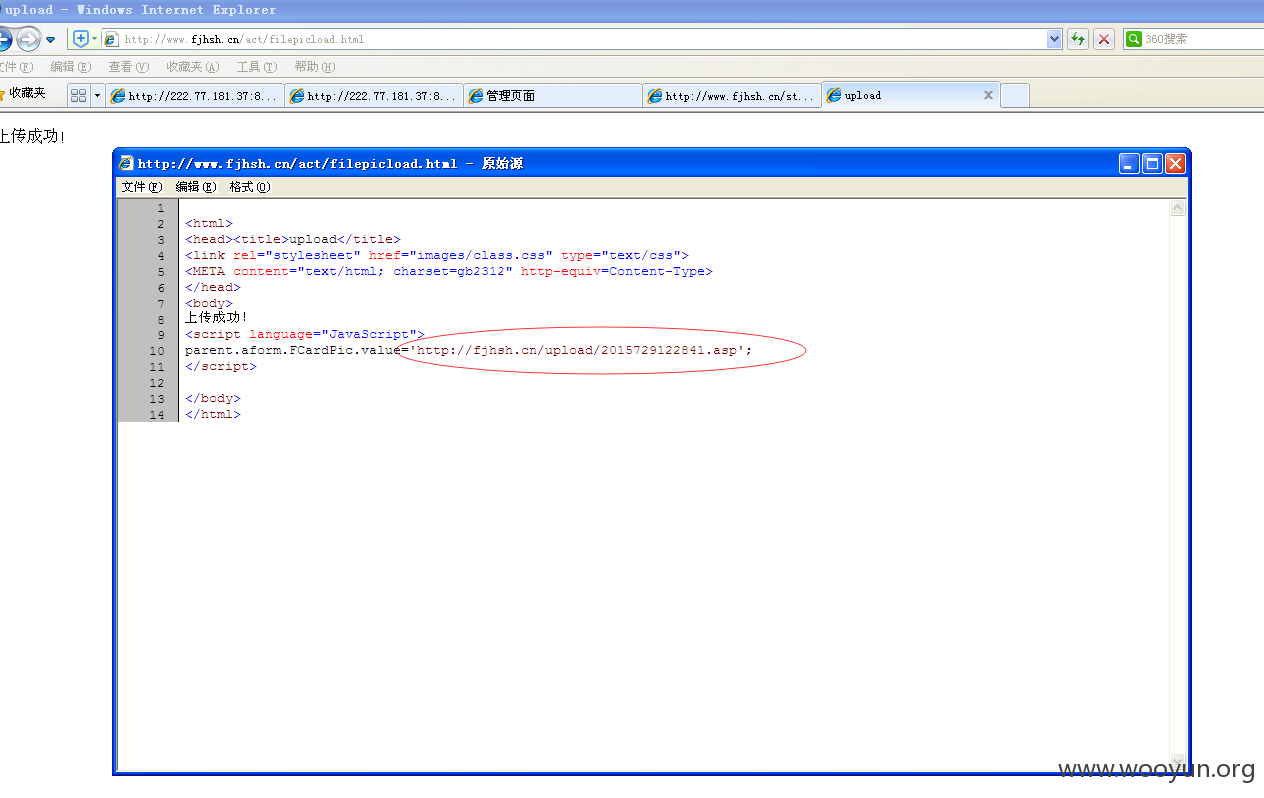 upload - Windows Internet Explorer
http://www.fjhsh.cn/act/filepicload.html
360搜索
文件(F) 编辑(E) 查看(V) 收藏夹(A) 工具(T) 帮助(H)
收藏夹
http://222.77.181.37:8...
http://222.77.181.37:8...
管理页面
http://www.fjhsh.cn/st...
upload
上传成功!
http://www.fjhsh.cn/act/filepicload.html - 原始源
文件(F) 编辑(E) 格式(O)
1
2 <html>
3 <head><title>upload</title>
4 <link rel="stylesheet" href="images/class.css" type="text/css">
5 <META content="text/html; charset=gb2312" http-equiv=Content-Type>
6 </head>
7 <body>
8 上传成功!
9 <script language="JavaScript">
10 parent.aform.FCardPic.value='http://fjhsh.cn/upload/2015729122841.asp';
11 </script>
12
13 </body>
14 </html>
www.wooyun.org